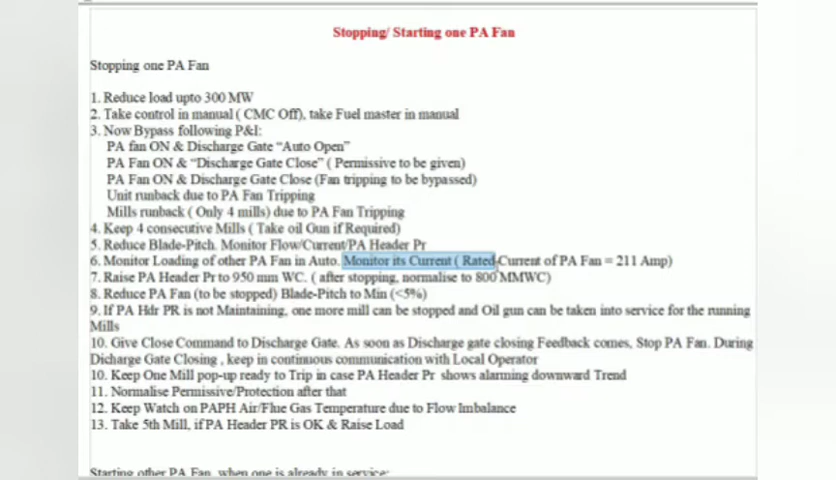 Stopping/ Starting one PA Fan
Stopping one PA Fan
1. Reduce load upto 300 MW
2. Take control in manual ( CMC Off), take Fuel master in manual
3. Now Bypass following P&I:
PA fan ON & Discharge Gate “Auto Open”
PA Fan ON & “Discharge Gate Close” ( Permissive to be given)
PA Fan ON & Discharge Gate Close (Fan tripping to be bypassed)
Unit runback due to PA Fan Tripping
Mills runback ( Only 4 mills) due to PA Fan Tripping
4. Keep 4 consecutive Mills ( Take oil Gun if Required)
5. Reduce Blade-Pitch. Monitor Flow/Current/PA Header Pr
6. Monitor Loading of other PA Fan in Auto. Monitor its Current ( Rated Current of PA Fan = 211 Amp)
7. Raise PA Header Pr to 950 mm WC. ( after stopping, normalise to 800 MMWC)
8. Reduce PA Fan (to be stopped) Blade-Pitch to Min (<5%)
9. If PA Hdr PR is not Maintaining, one more mill can be stopped and Oil gun can be taken into service for the running
Mills
10. Give Close Command to Discharge Gate. As soon as Discharge gate closing Feedback comes, Stop PA Fan. During
Dicharge Gate Closing , keep in continuous communication with Local Operator
10. Keep One Mill pop-up ready to Trip in case PA Header Pr shows alarming downward Trend
11. Normalise Permissive/Protection after that
12. Keep Watch on PAPH Air/Flue Gas Temperature due to Flow Imbalance
13. Take 5th Mill, if PA Header PR is OK & Raise Load
Starting other PA Fan, when one is already in service: